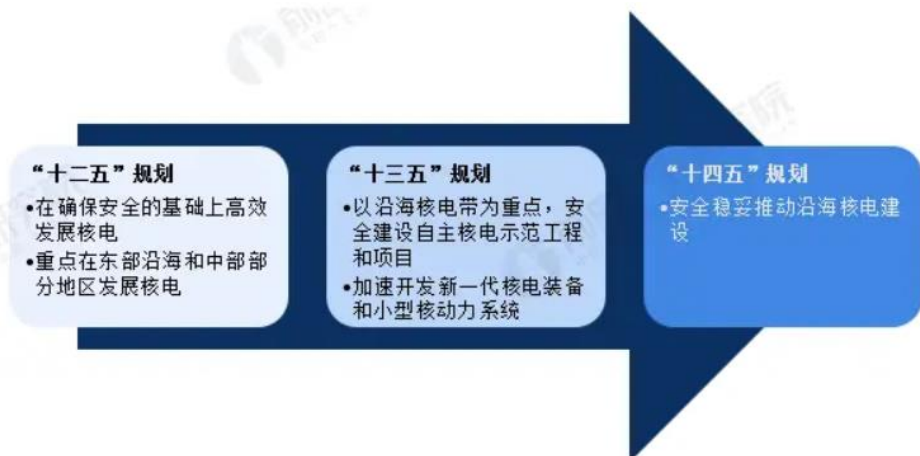 “十二五”规划
•在确保安全的基础上高效
发展核电
•重点在东部沿海和中部部
分地区发展核电
“十三五”规划
•以沿海核电带为重点，安
全建设自主核电示范工程
和项目
•加速开发新一代核电装备
和小型核动力系统
“十四五”规划
•安全稳妥推动沿海核电建
设